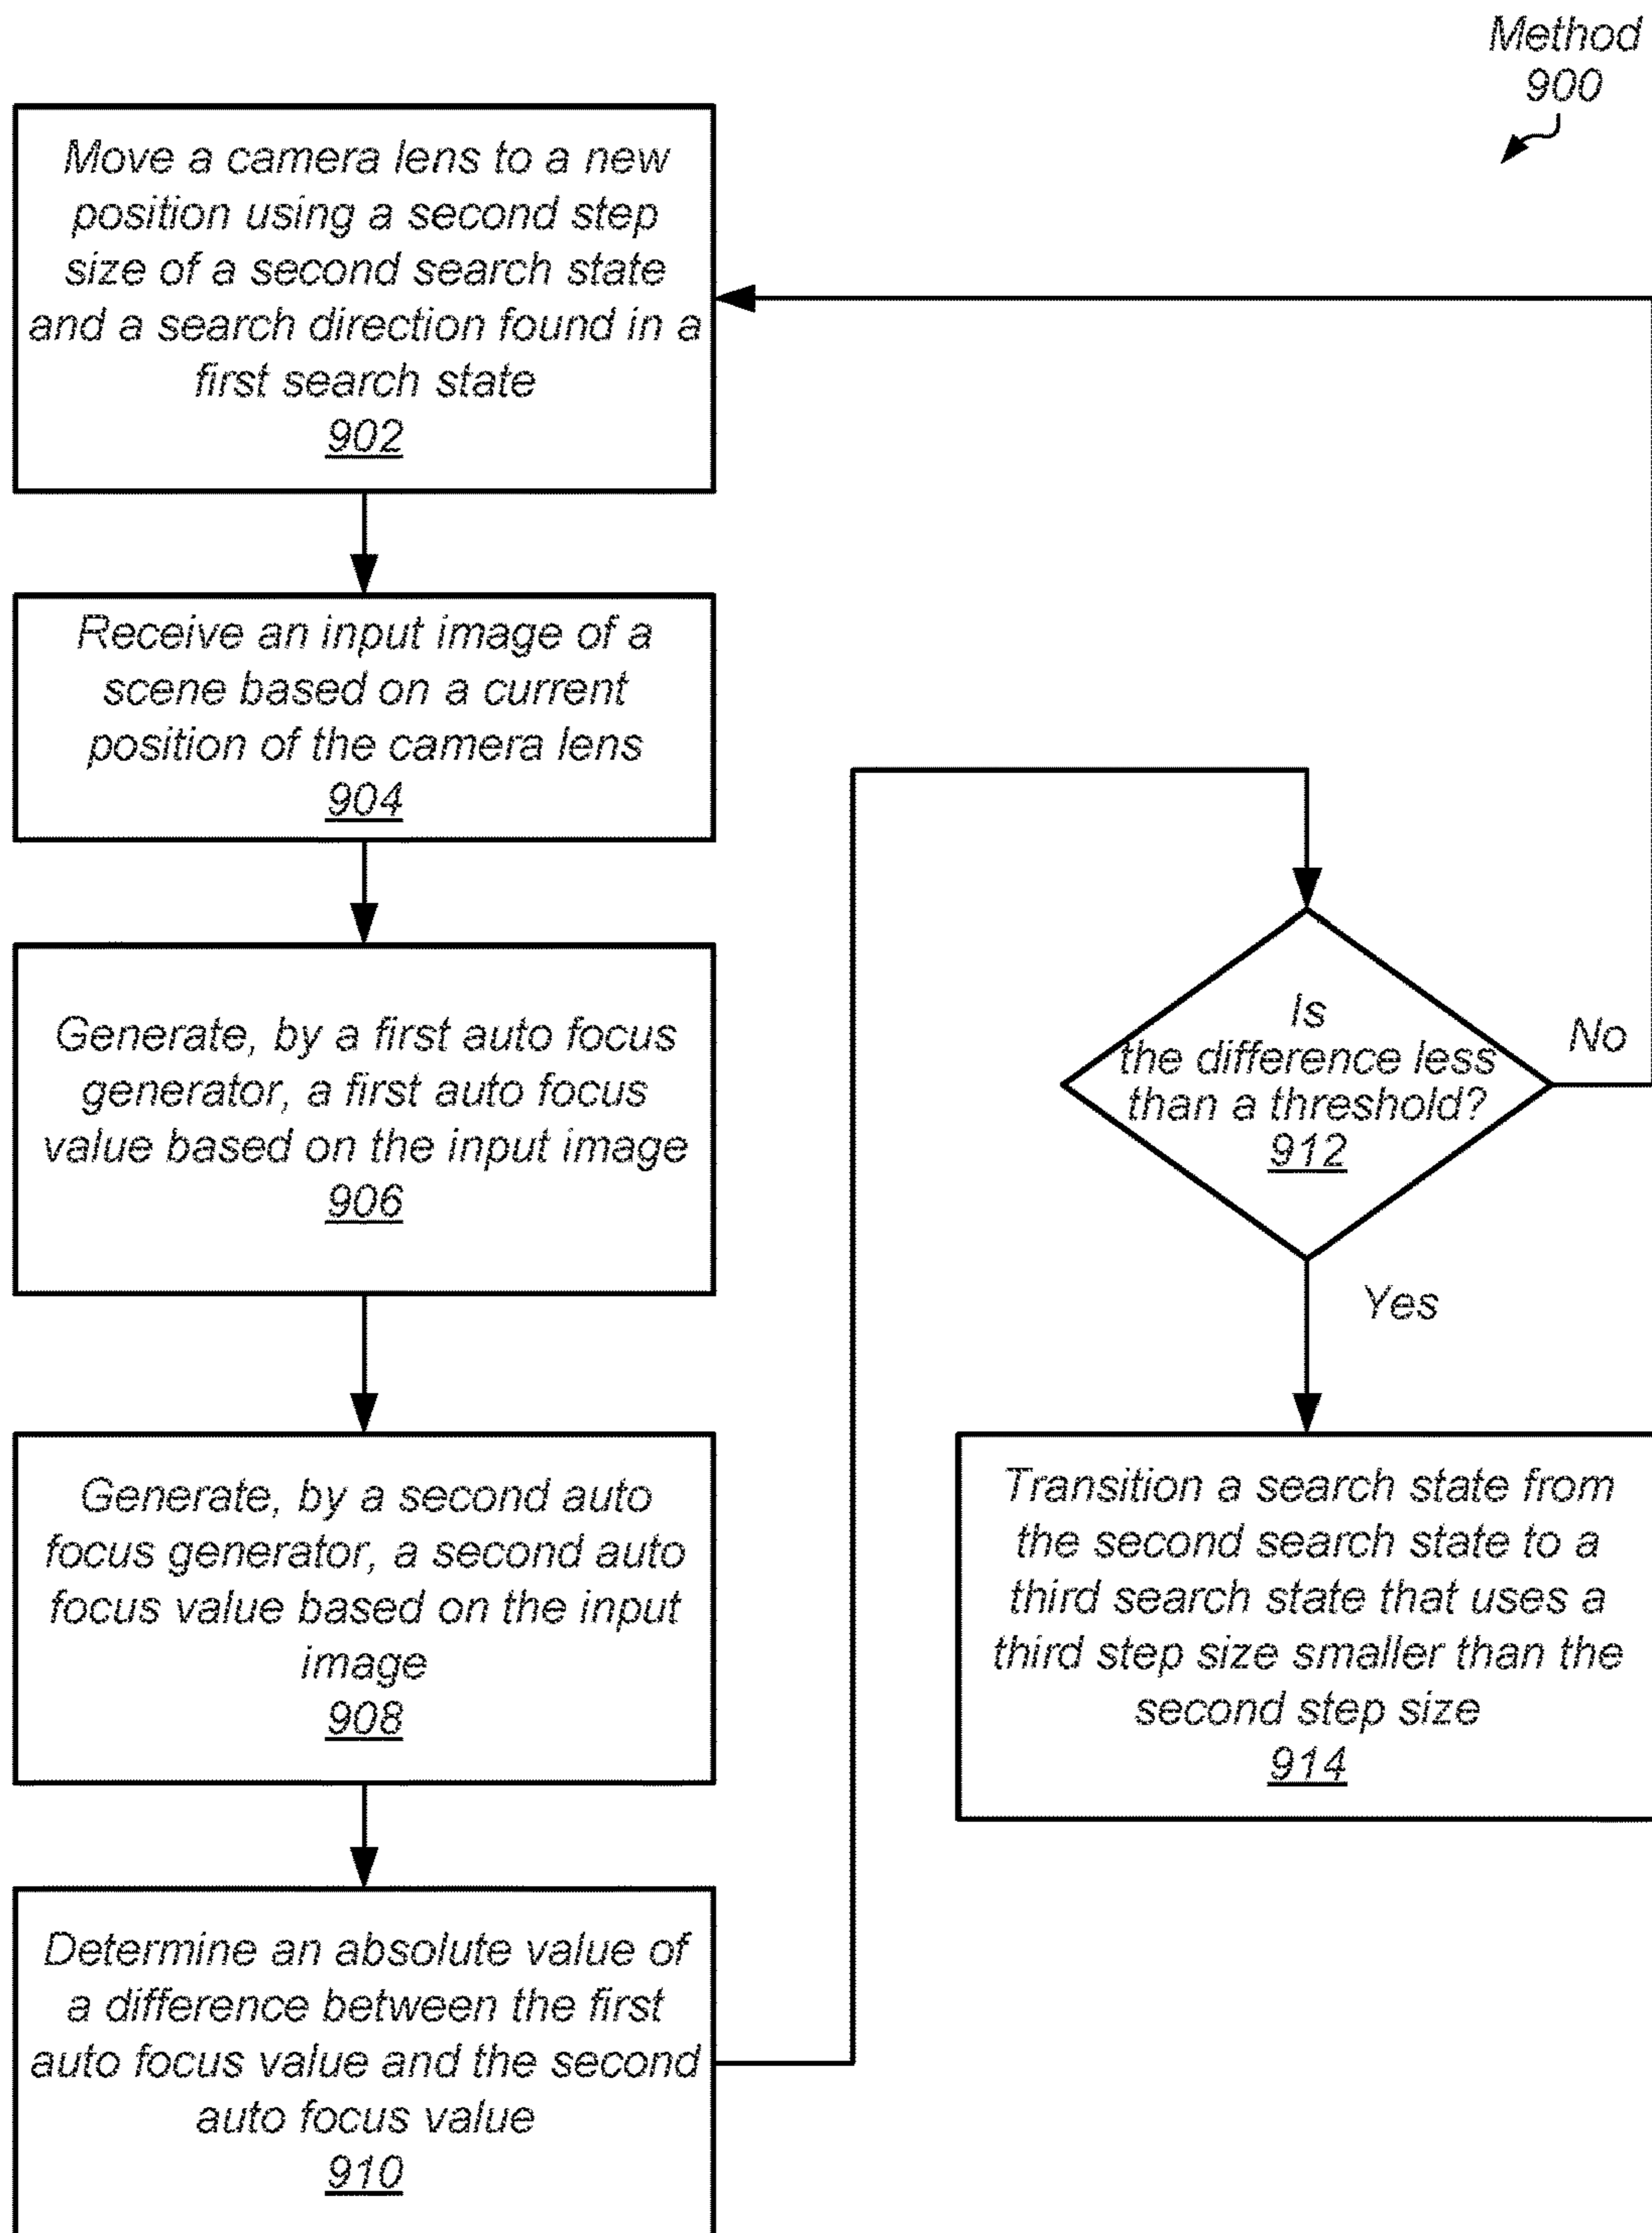 Method
900
Move a camera lens to a new
position using a second step
size of a second search state
and a search direction found in a
first search state
902
Receive an input image of a
scene based on a current
position of the camera lens
904
Generate, by a first auto focus
generator, a first auto focus
value based on the input image
906
Generate, by a second auto
focus generator, a second auto
focus value based on the input
image
908
Determine an absolute value of
a difference between the first
auto focus value and the second
auto focus value
910
Is
the difference less
than a threshold?
912
No
Yes
Transition a search state from
the second search state to a
third search state that uses a
third step size smaller than the
second step size
914